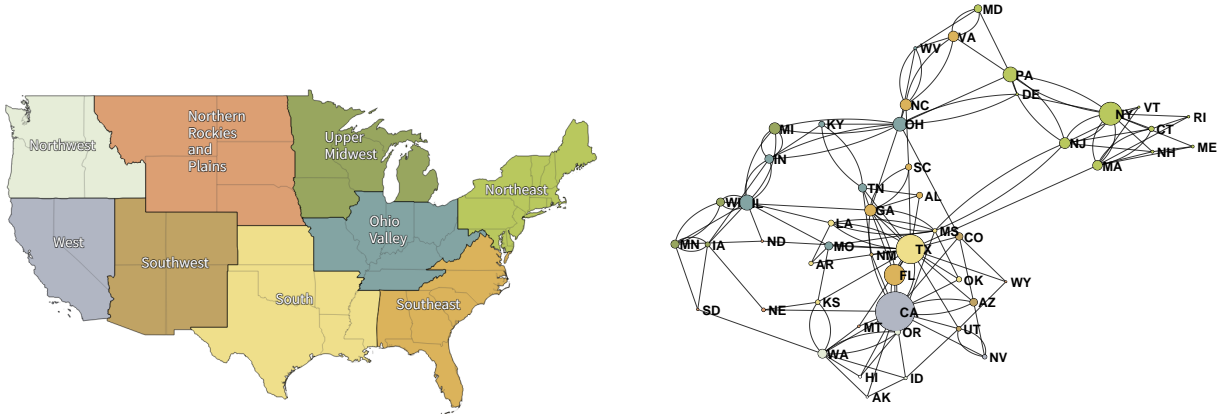 Northwest
Northern
Rockies
and
Plains
Upper
Midwest
Northeast
West
Southwest
Ohio
Valley
South
Southeast
MD
VA
WV
PA
DE
NC
OH
NY
VT
RI
CT
NJ
NH
ME
MA
MI
KY
IN
SC
TN
AL
GA
WI
IL
LA
MS
CO
MN
IA
ND
MO
TX
NM
AR
FL
OK
WY
SD
NE
KS
CA
AZ
MT
OR
UT
WA
NV
HI
ID
AK